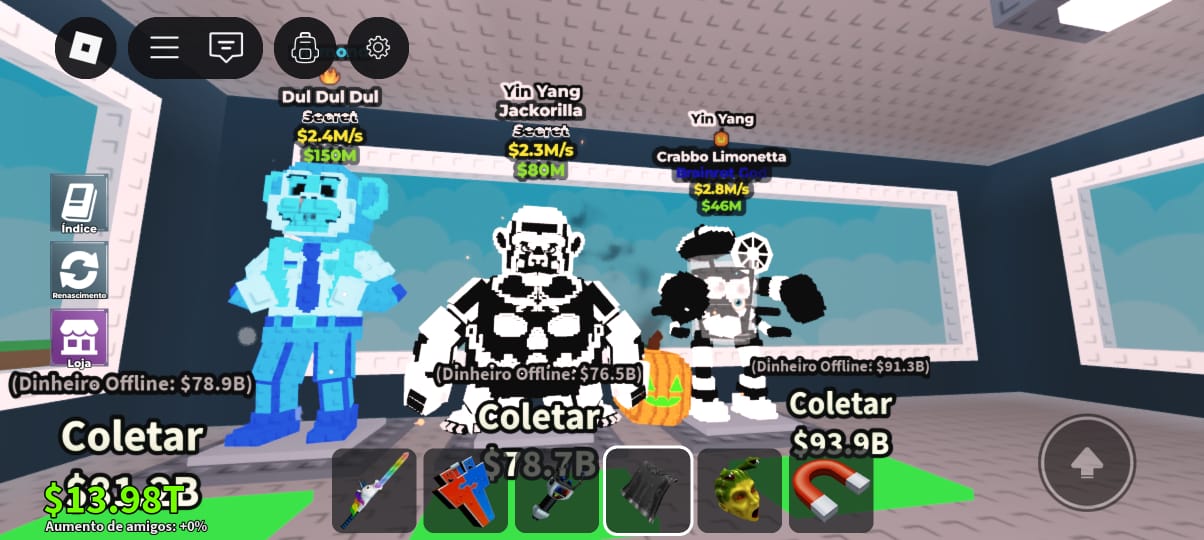 Dul Dul Dul
Secret
$2.4M/s
$150M
Yin Yang
Jackorilla
Secret
$2.3M/s
$80M
Yin Yang
Crabbo Limonetta
Brainrot God
$2.8M/s
$46M
Índice
Renascimento
Loja
(Dinheiro Offline: $78.9B)
Coletar
(Dinheiro Offline: $76.5B)
Coletar
$78.7B
(Dinheiro Offline: $91.3B)
Coletar
$93.9B
$13.98T
Aumento de amigos: +0%